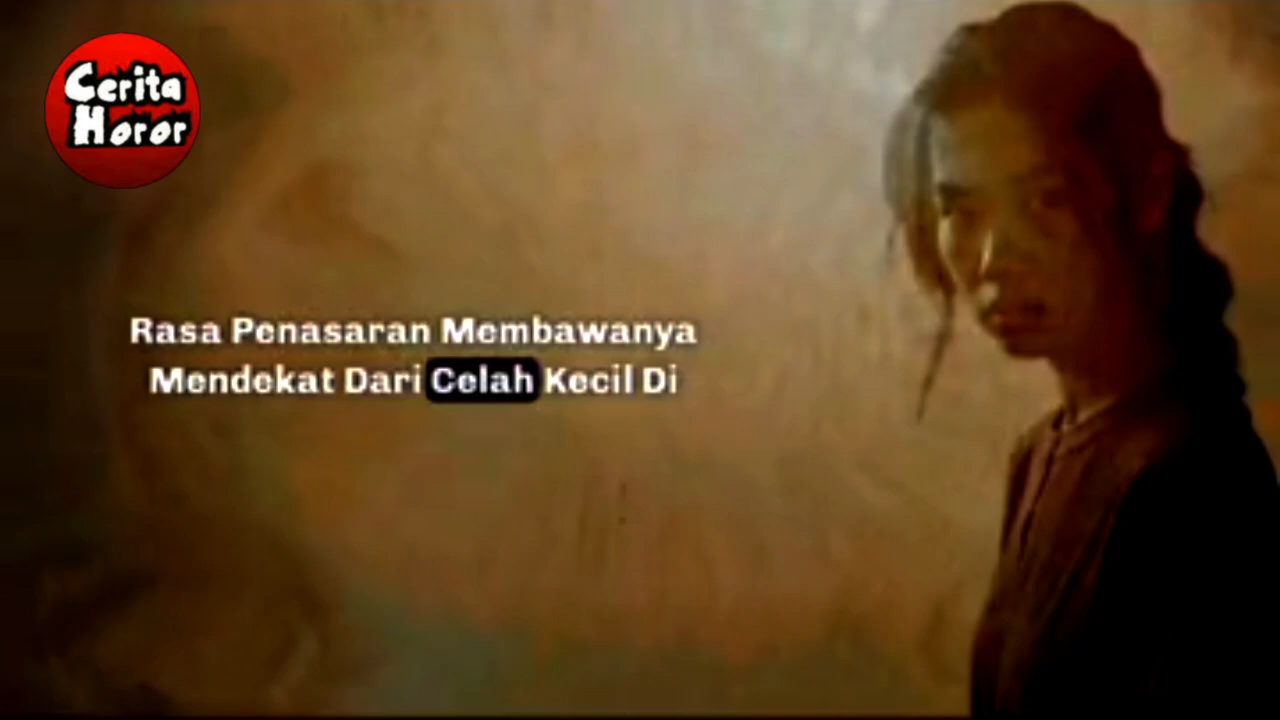 Cerita
Horor
Rasa Penasaran Membawanya
Mendekat Dari Celah Kecil Di